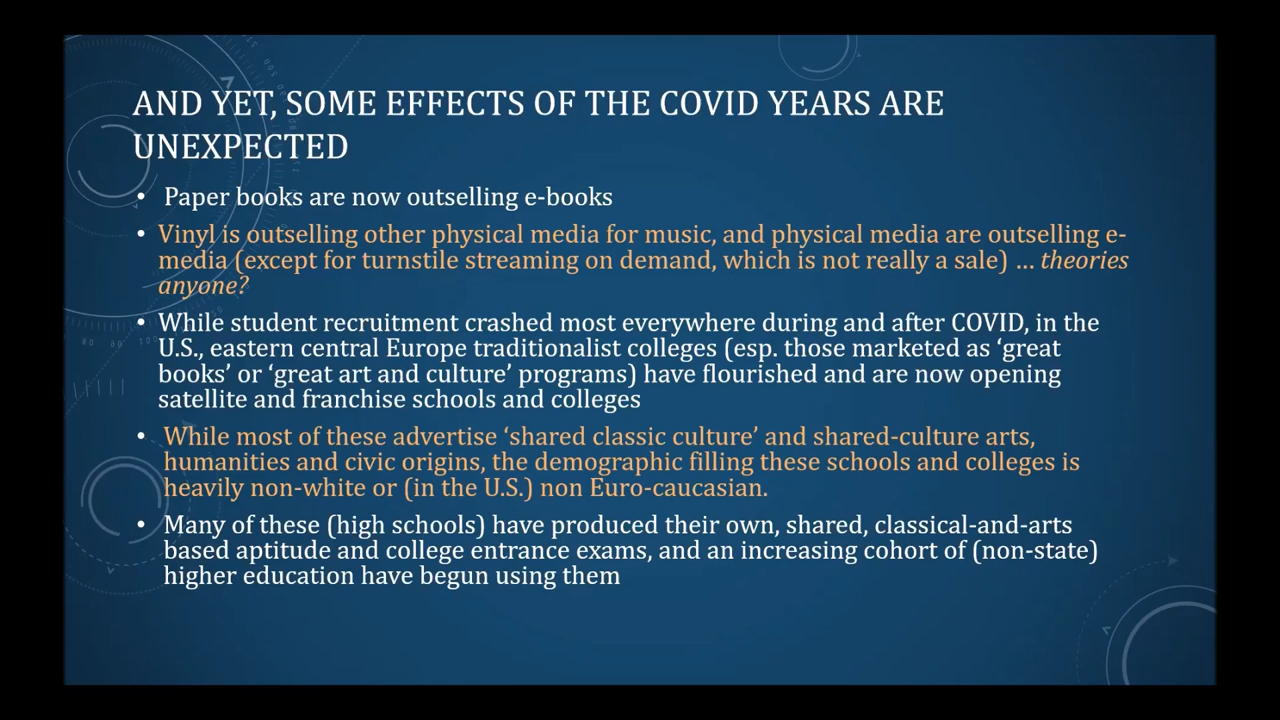 AND YET, SOME EFFECTS OF THE COVID YEARS ARE
UNEXPECTED
• Paper books are now outselling e-books
• Vinyl is outselling other physical media for music, and physical media are outselling e-
media (except for turnstile streaming on demand, which is not really a sale) … theories
anyone?
• While student recruitment crashed most everywhere during and after COVID, in the
U.S., eastern central Europe traditionalist colleges (esp. those marketed as ‘great
books’ or ‘great art and culture’ programs) have flourished and are now opening
satellite and franchise schools and colleges
• While most of these advertise ‘shared classic culture’ and shared-culture arts,
humanities and civic origins, the demographic filling these schools and colleges is
heavily non-white or (in the U.S.) non Euro-caucasian.
• Many of these (high schools) have produced their own, shared, classical-and-arts
based aptitude and college entrance exams, and an increasing cohort of (non-state)
higher education have begun using them